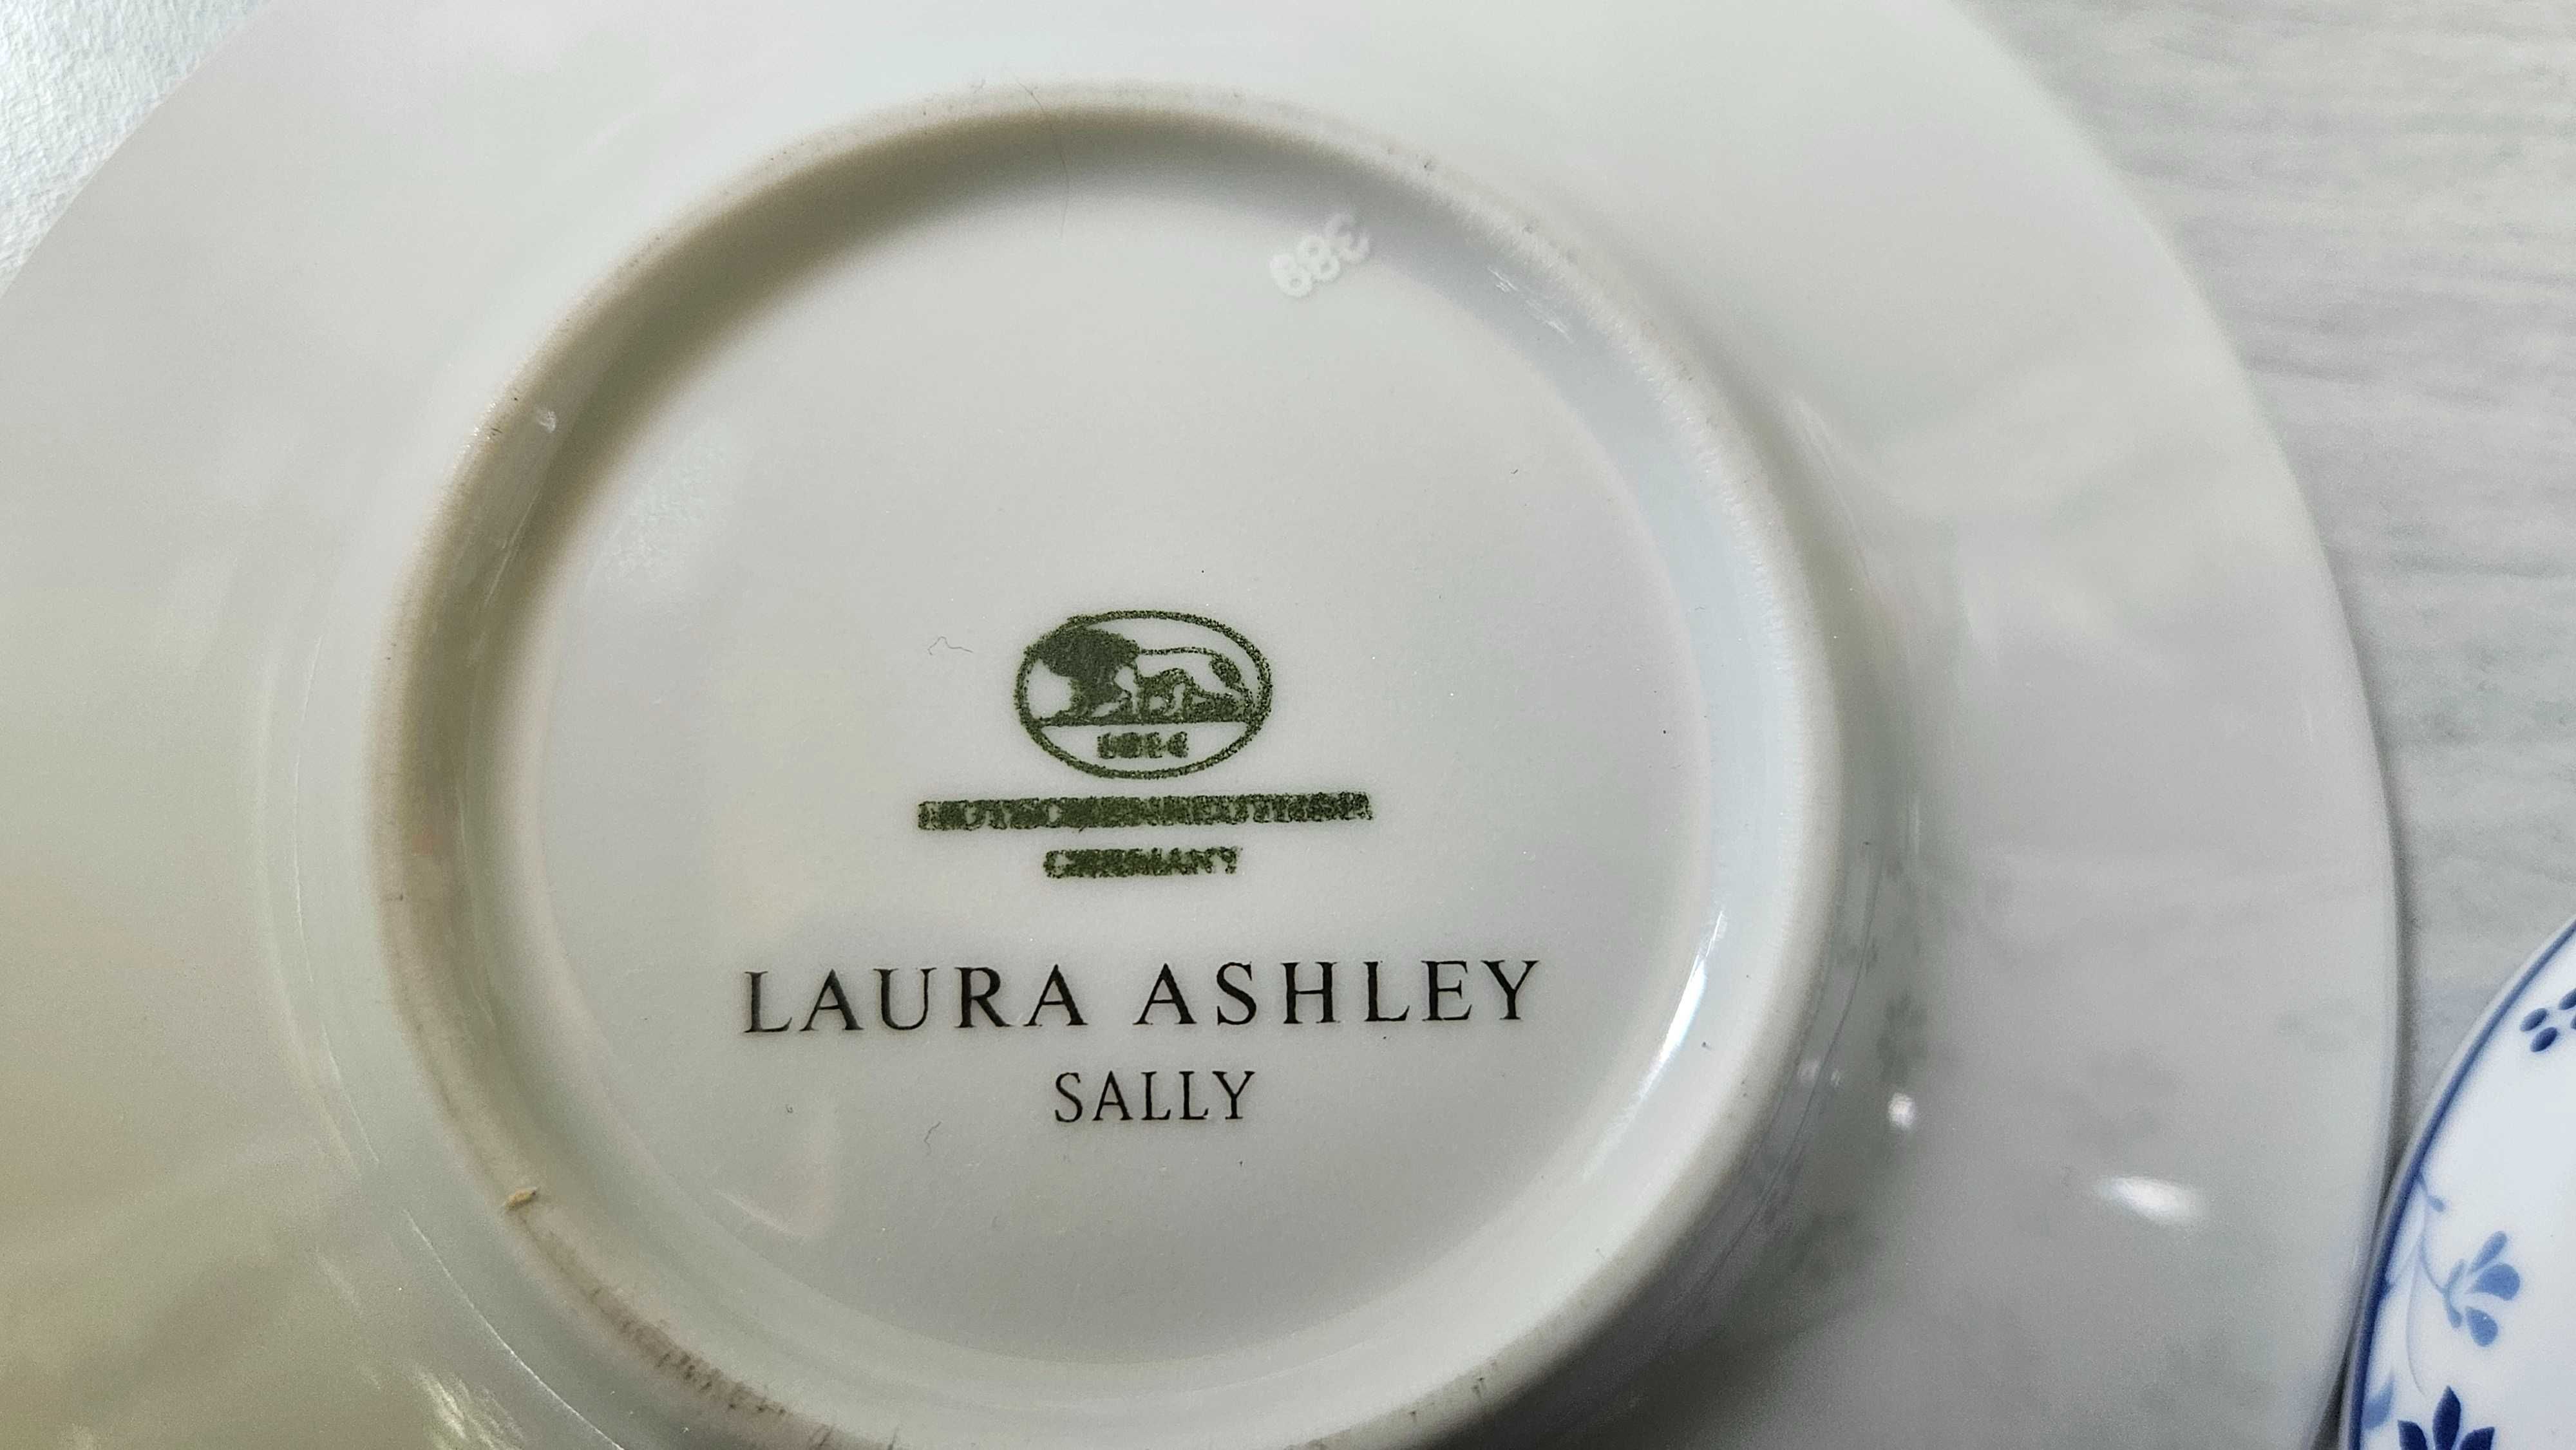 388
1814
HUTSCHENREUTHER
GERMANY
LAURA ASHLEY
SALLY